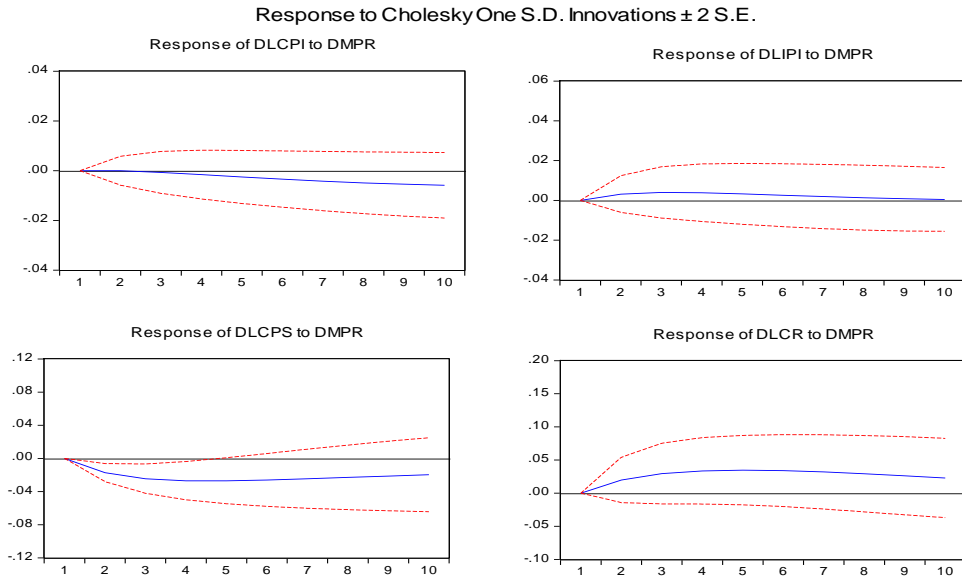 Response to Cholesky One S.D. Innovations ± 2 S.E.
Response of DLCPI to DMPR
.04
.02
.00
-.02
-.04
1 2 3 4 5 6 7 8 9 10
Response of DLIPI to DMPR
.06
.04
.02
.00
-.02
-.04
1 2 3 4 5 6 7 8 9 10
Response of DLCPS to DMPR
.12
.08
.04
.00
-.04
-.08
-.12
1 2 3 4 5 6 7 8 9 10
Response of DLCR to DMPR
.20
.15
.10
.05
.00
-.05
-.10
1 2 3 4 5 6 7 8 9 10